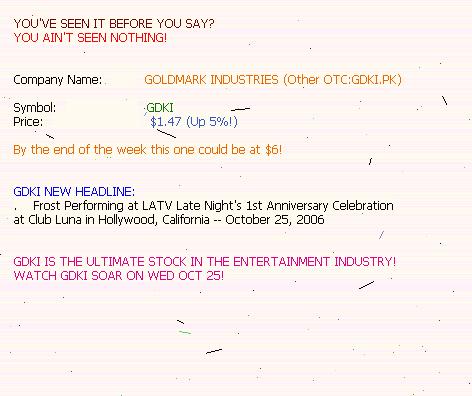 YOU'VE SEEN IT BEFORE YOU SAY?
YOU AIN'T SEEN NOTHING!
Company Name: GOLDMARK INDUSTRIES (Other OTC:GDKI.PK)
Symbol: GDKI
Price: $1.47 (Up 5%!)
By the end of the week this one could be at $6!
GDKI NEW HEADLINE:
. Frost Performing at LATV Late Night's 1st Anniversary Celebration
at Club Luna in Hollywood, California -- October 25, 2006
GDKI IS THE ULTIMATE STOCK IN THE ENTERTAINMENT INDUSTRY!
WATCH GDKI SOAR ON WED OCT 25!